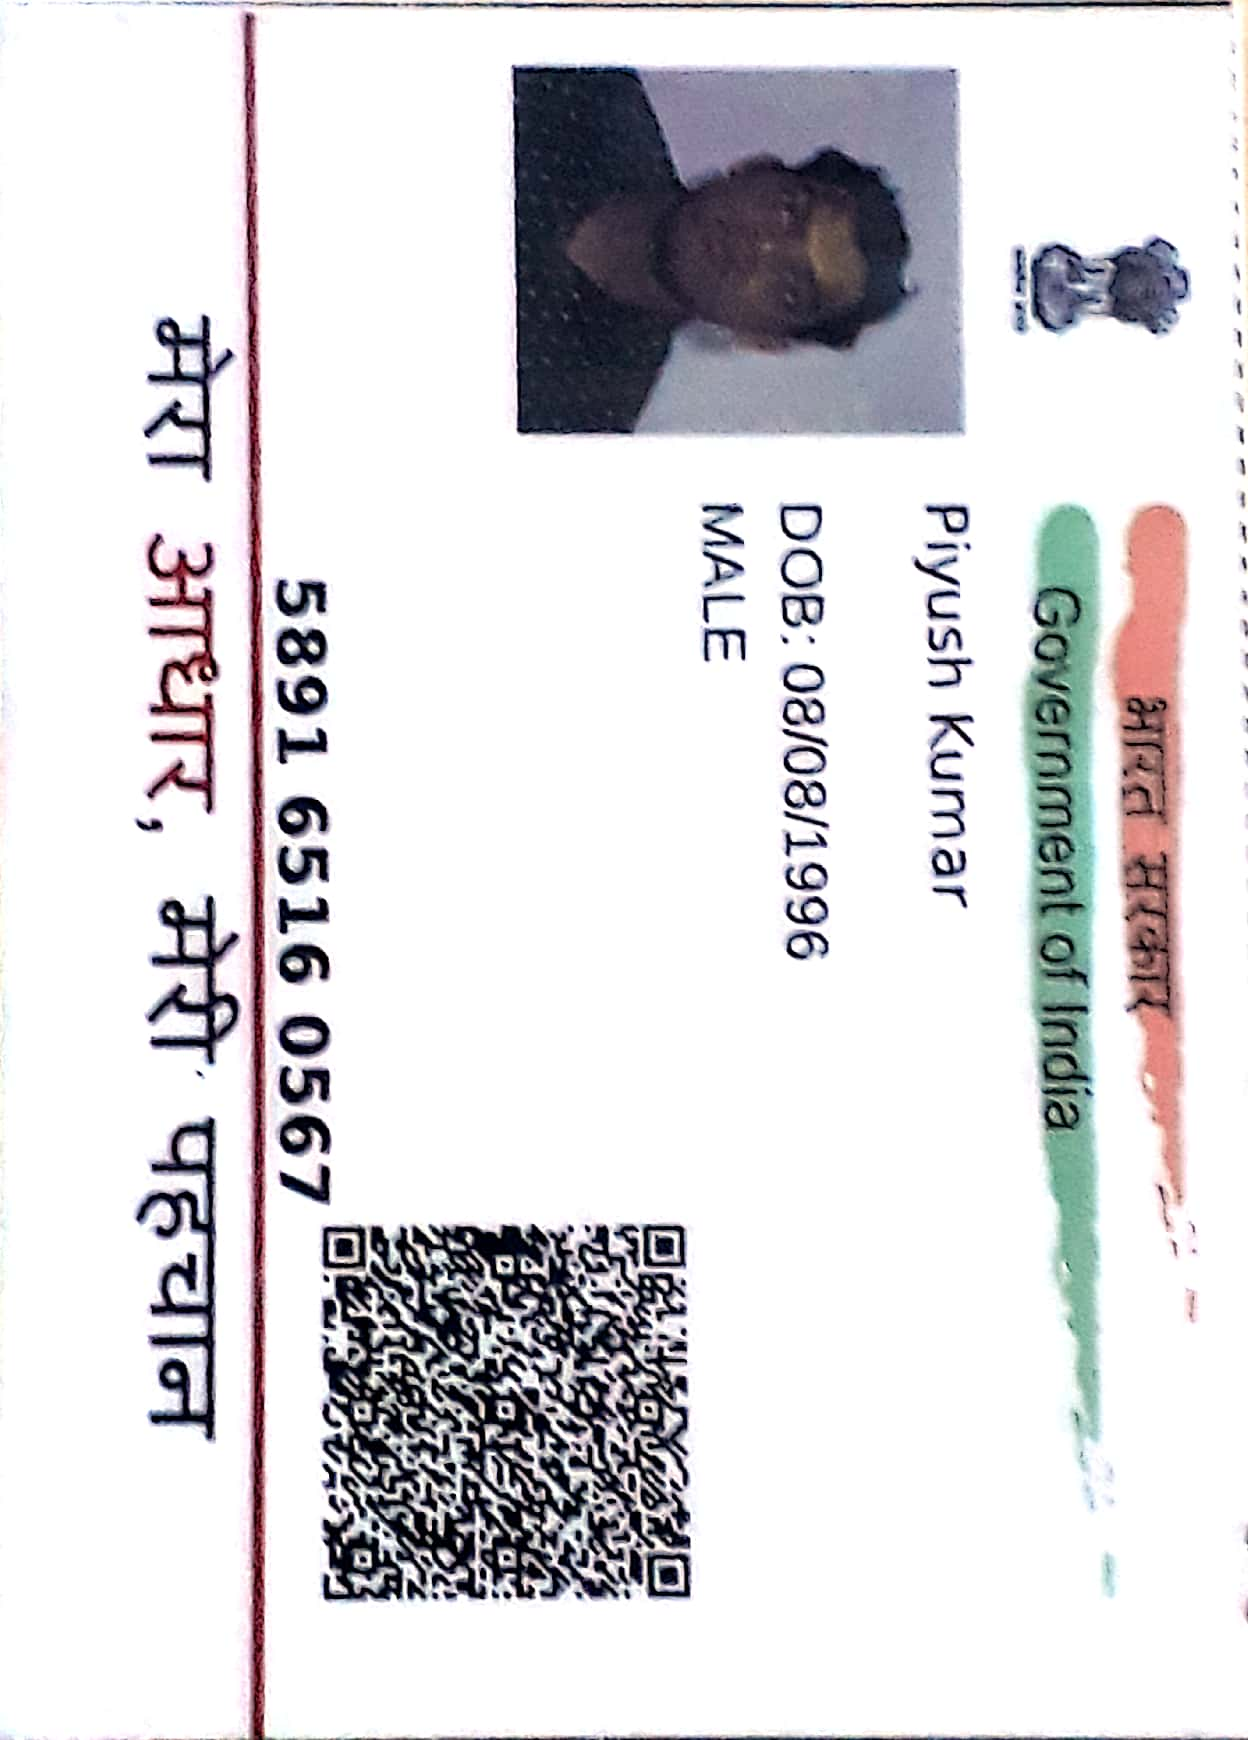 भारत सरकार
Government of India
Piyush Kumar
DOB: 08/08/1996
MALE
5891 6516 0567
मेरा आधार, मेरी पहचान